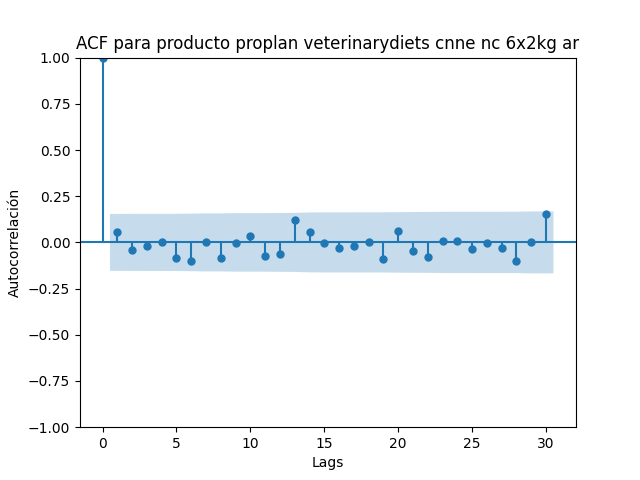 ACF para producto proplan veterinarydiets cnne nc 6x2kg ar
1.00
0.75
0.50
0.25
0.00
−0.25
−0.50
−0.75
−1.00
Autocorrelación
0 5 10 15 20 25 30
Lags